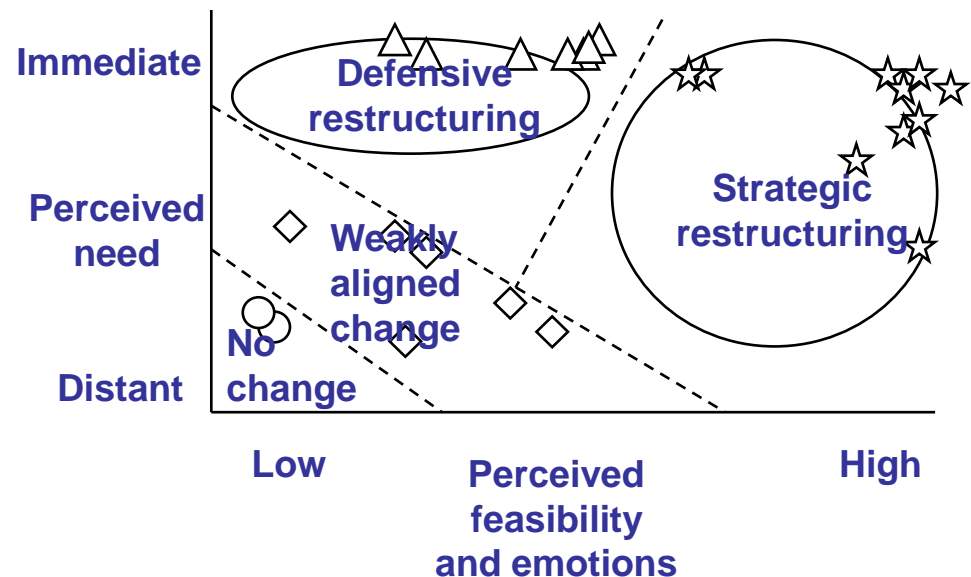 Immediate
Defensive
restructuring
Perceived
need
Strategic
restructuring
Weakly
aligned
change
No
change
Distant
Low
High
Perceived
feasibility
and emotions